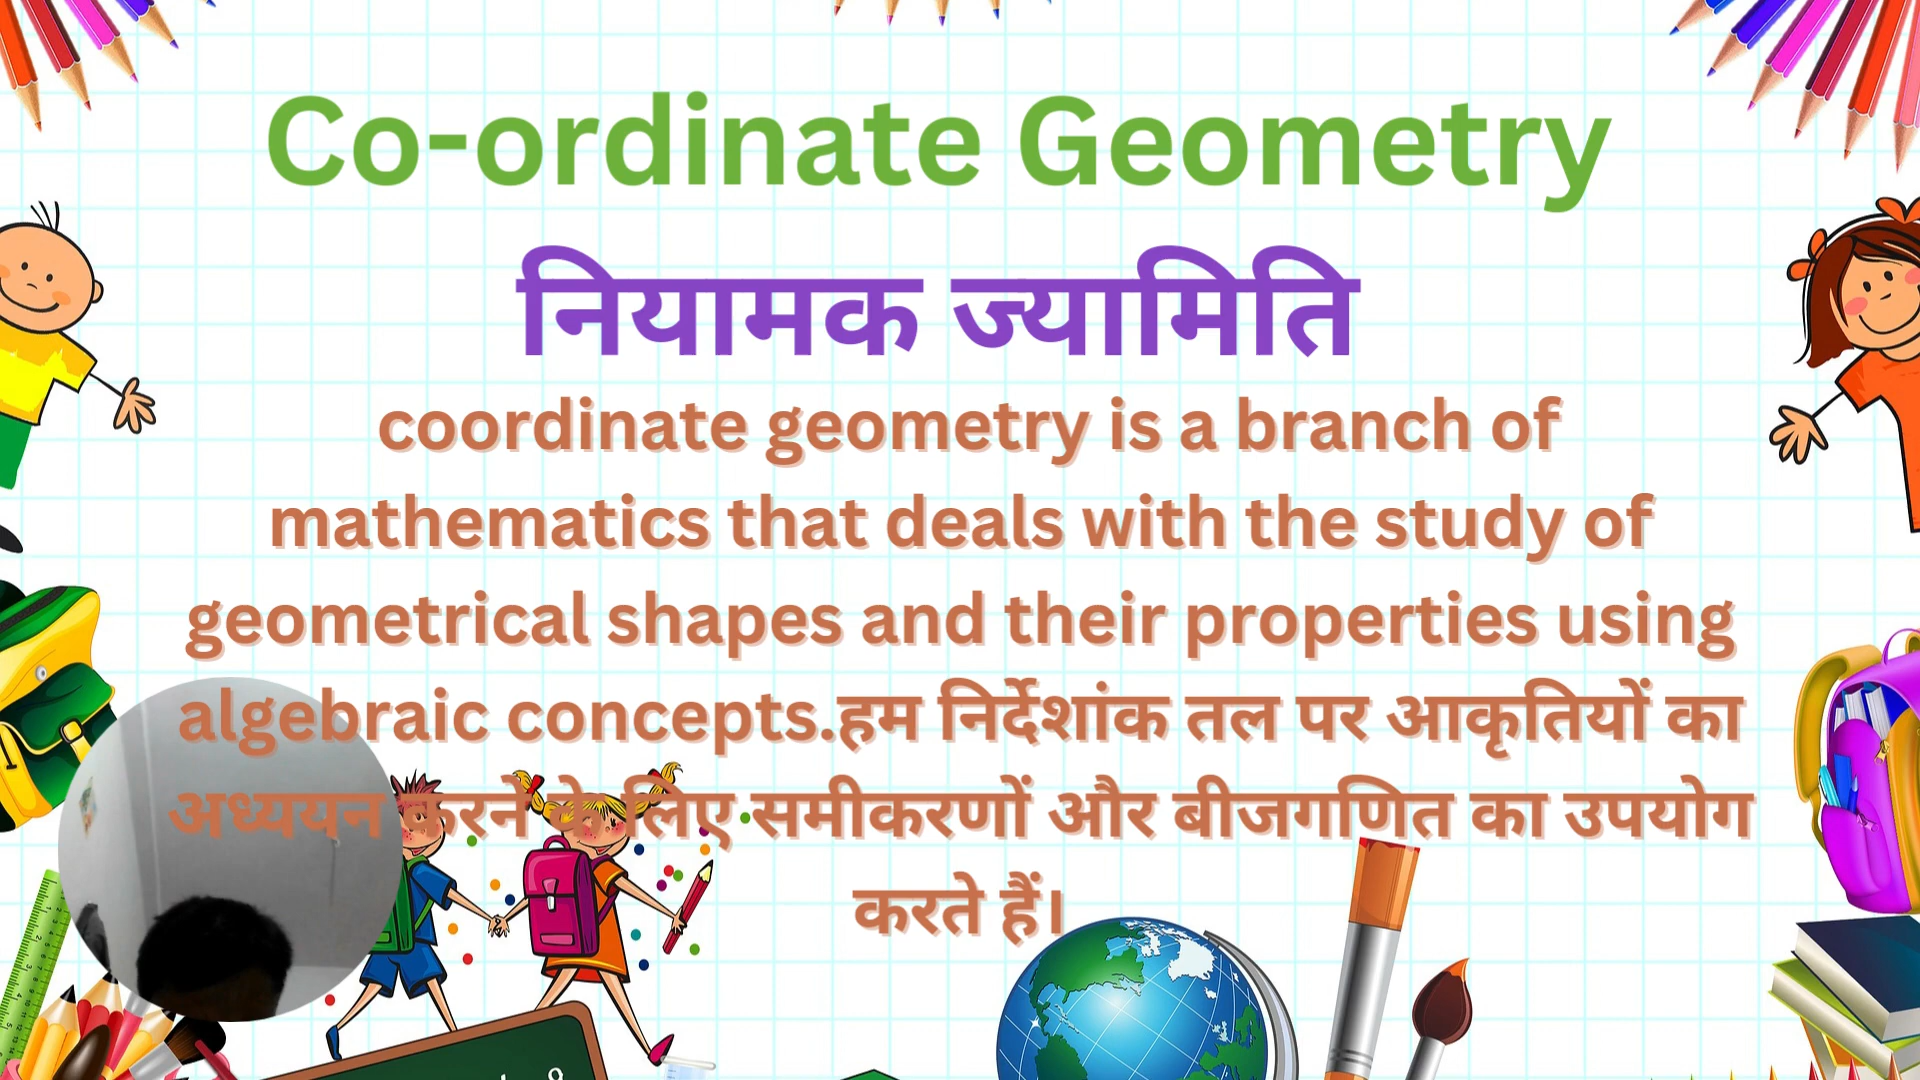 Co-ordinate Geometry
नियामक ज्यामिति
coordinate geometry is a branch of
mathematics that deals with the study of
geometrical shapes and their properties using
algebraic concepts.हम निर्देशांक तल पर आकृतियों का
अध्ययन करने के लिए समीकरणों और बीजगणित का उपयोग
करते हैं।